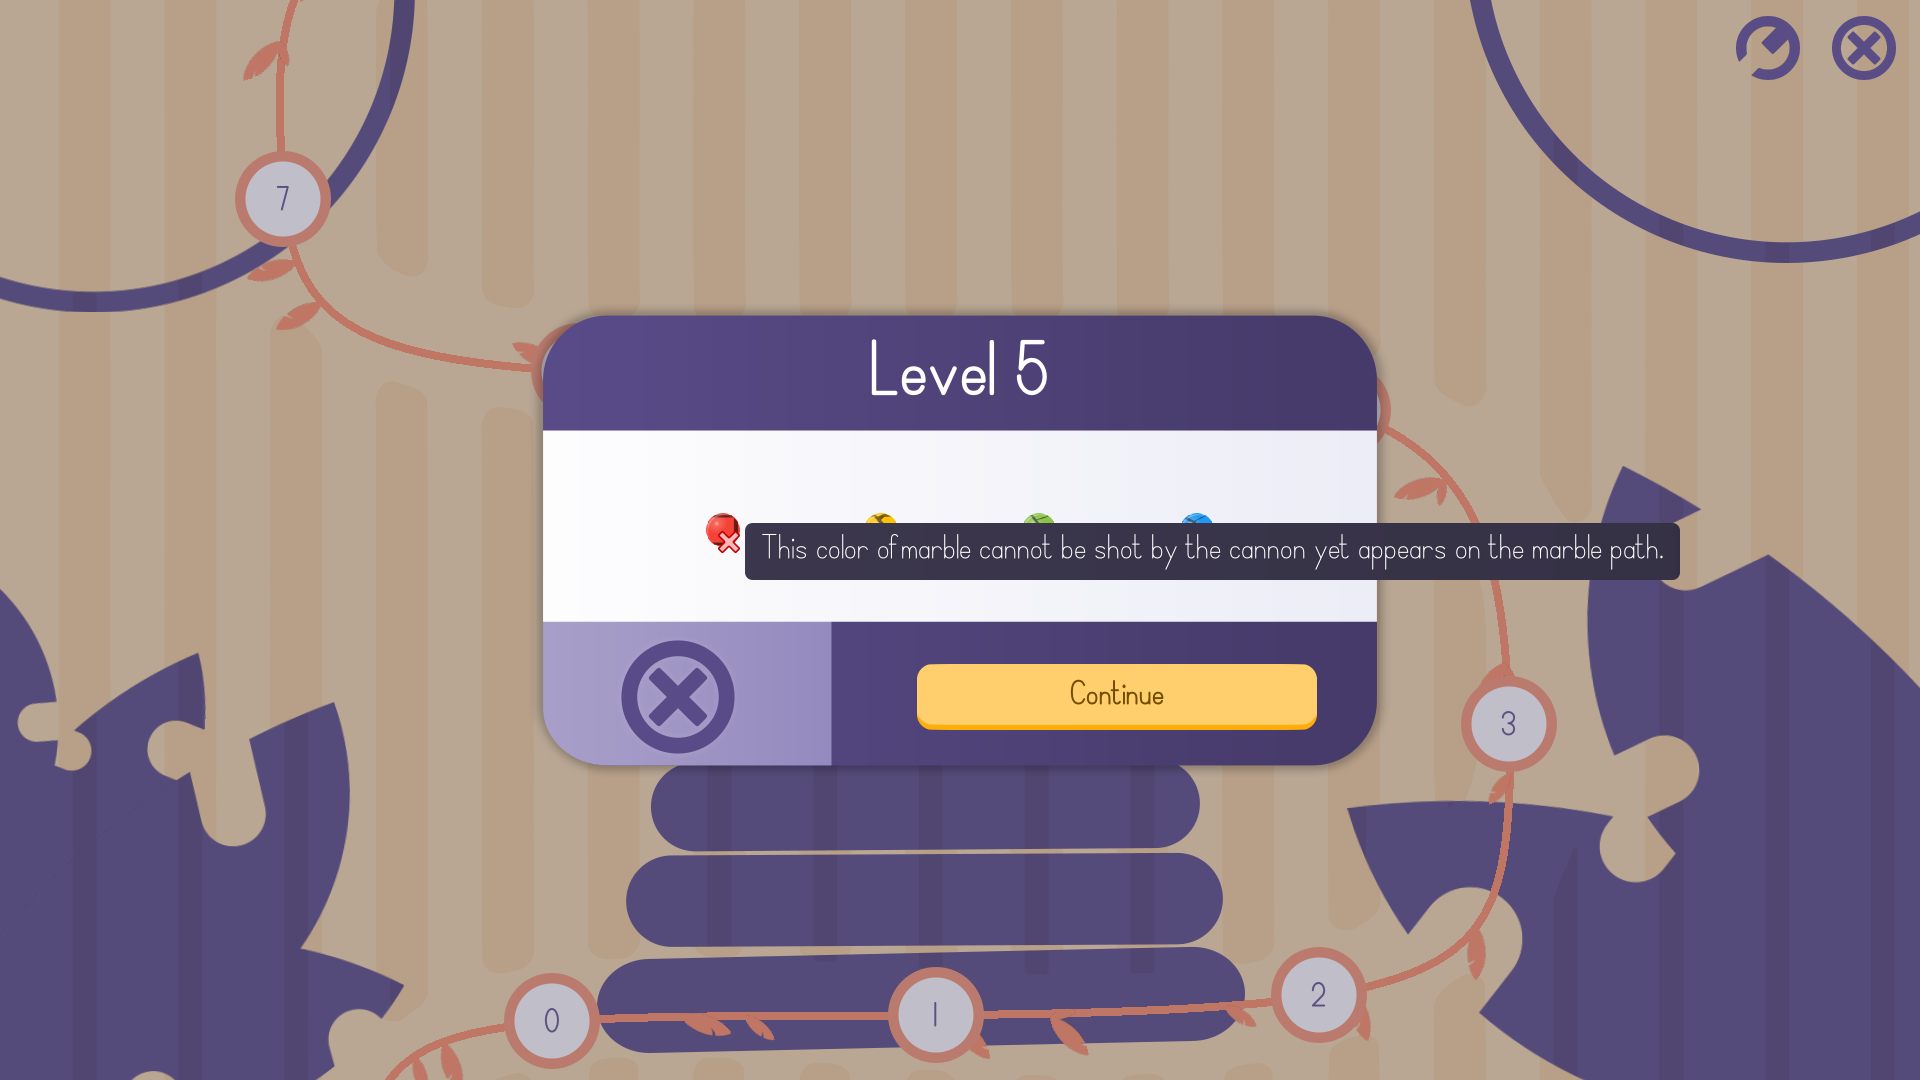 7
Level 5
This color of marble cannot be shot by the cannon yet appears on the marble path.
Continue
3
2
1
0